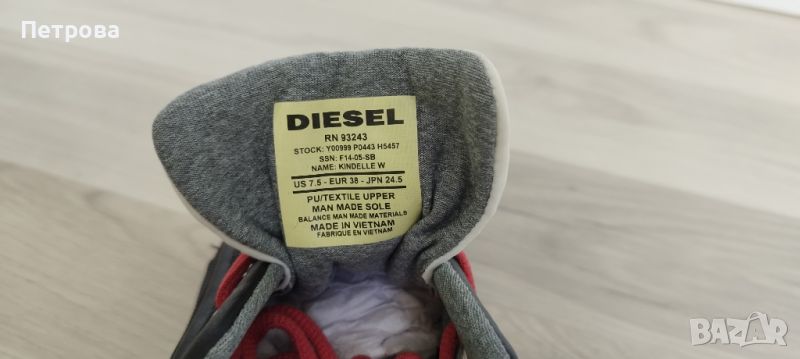 Петрова
DIESEL
RN 93243
STOCK: Y00999 P0443 H5457
SSN: F14-05-SB
NAME: KINDELLE W
US 7.5 - EUR 38 - JPN 24.5
PU/TEXTILE UPPER
MAN MADE SOLE
BALANCE MAN MADE MATERIALS
MADE IN VIETNAM
FABRIQUE EN VIETNAM
BAZAR